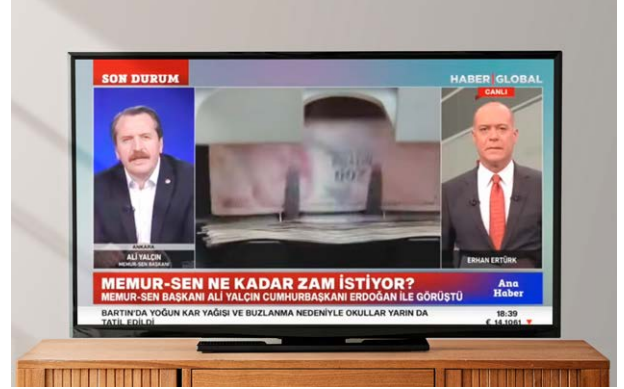 SON DURUM
HABER GLOBAL
CANLI
ANKARA
ALİ YALÇIN
MEMUR-SEN BAŞKANI
ERHAN ERTÜRK
MEMUR-SEN NE KADAR ZAM İSTİYOR?
MEMUR-SEN BAŞKANI ALİ YALÇIN CUMHURBAŞKANI ERDOĞAN İLE GÖRÜŞTÜ
Ana
Haber
BARTIN'DA YOĞUN KAR YAĞIŞI VE BUZLANMA NEDENİYLE OKULLAR YARIN DA
TATİL EDİLDİ
18:39
€ 14,1061